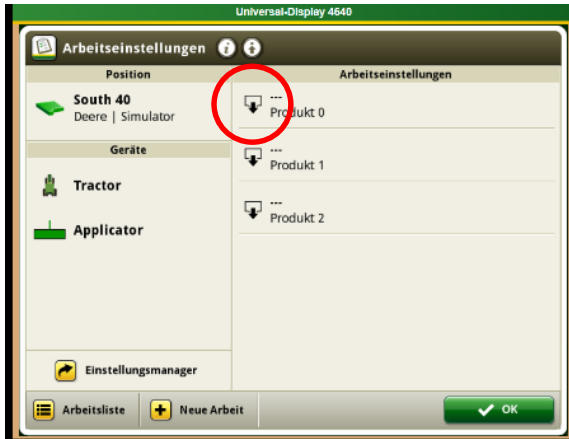 Universal-Display 4640
Arbeitseinstellungen
Position
South 40
Deere | Simulator
Geräte
Tractor
Applicator
Einstellungsmanager
Arbeitseinstellungen
---
Produkt 0
---
Produkt 1
---
Produkt 2
Arbeitsliste
Neue Arbeit
OK